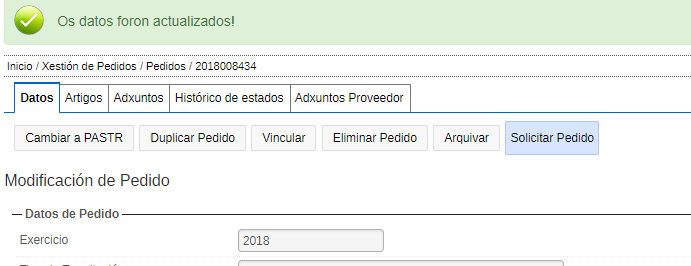 Os datos foron actualizados!
Inicio / Xestión de Pedidos / Pedidos / 2018008434
Datos Artigos Adxuntos Histórico de estados Adxuntos Proveedor
Cambiar a PASTR Duplicar Pedido Vincular Eliminar Pedido Arquivar Solicitar Pedido
Modificación de Pedido
Datos de Pedido
Exercicio 2018